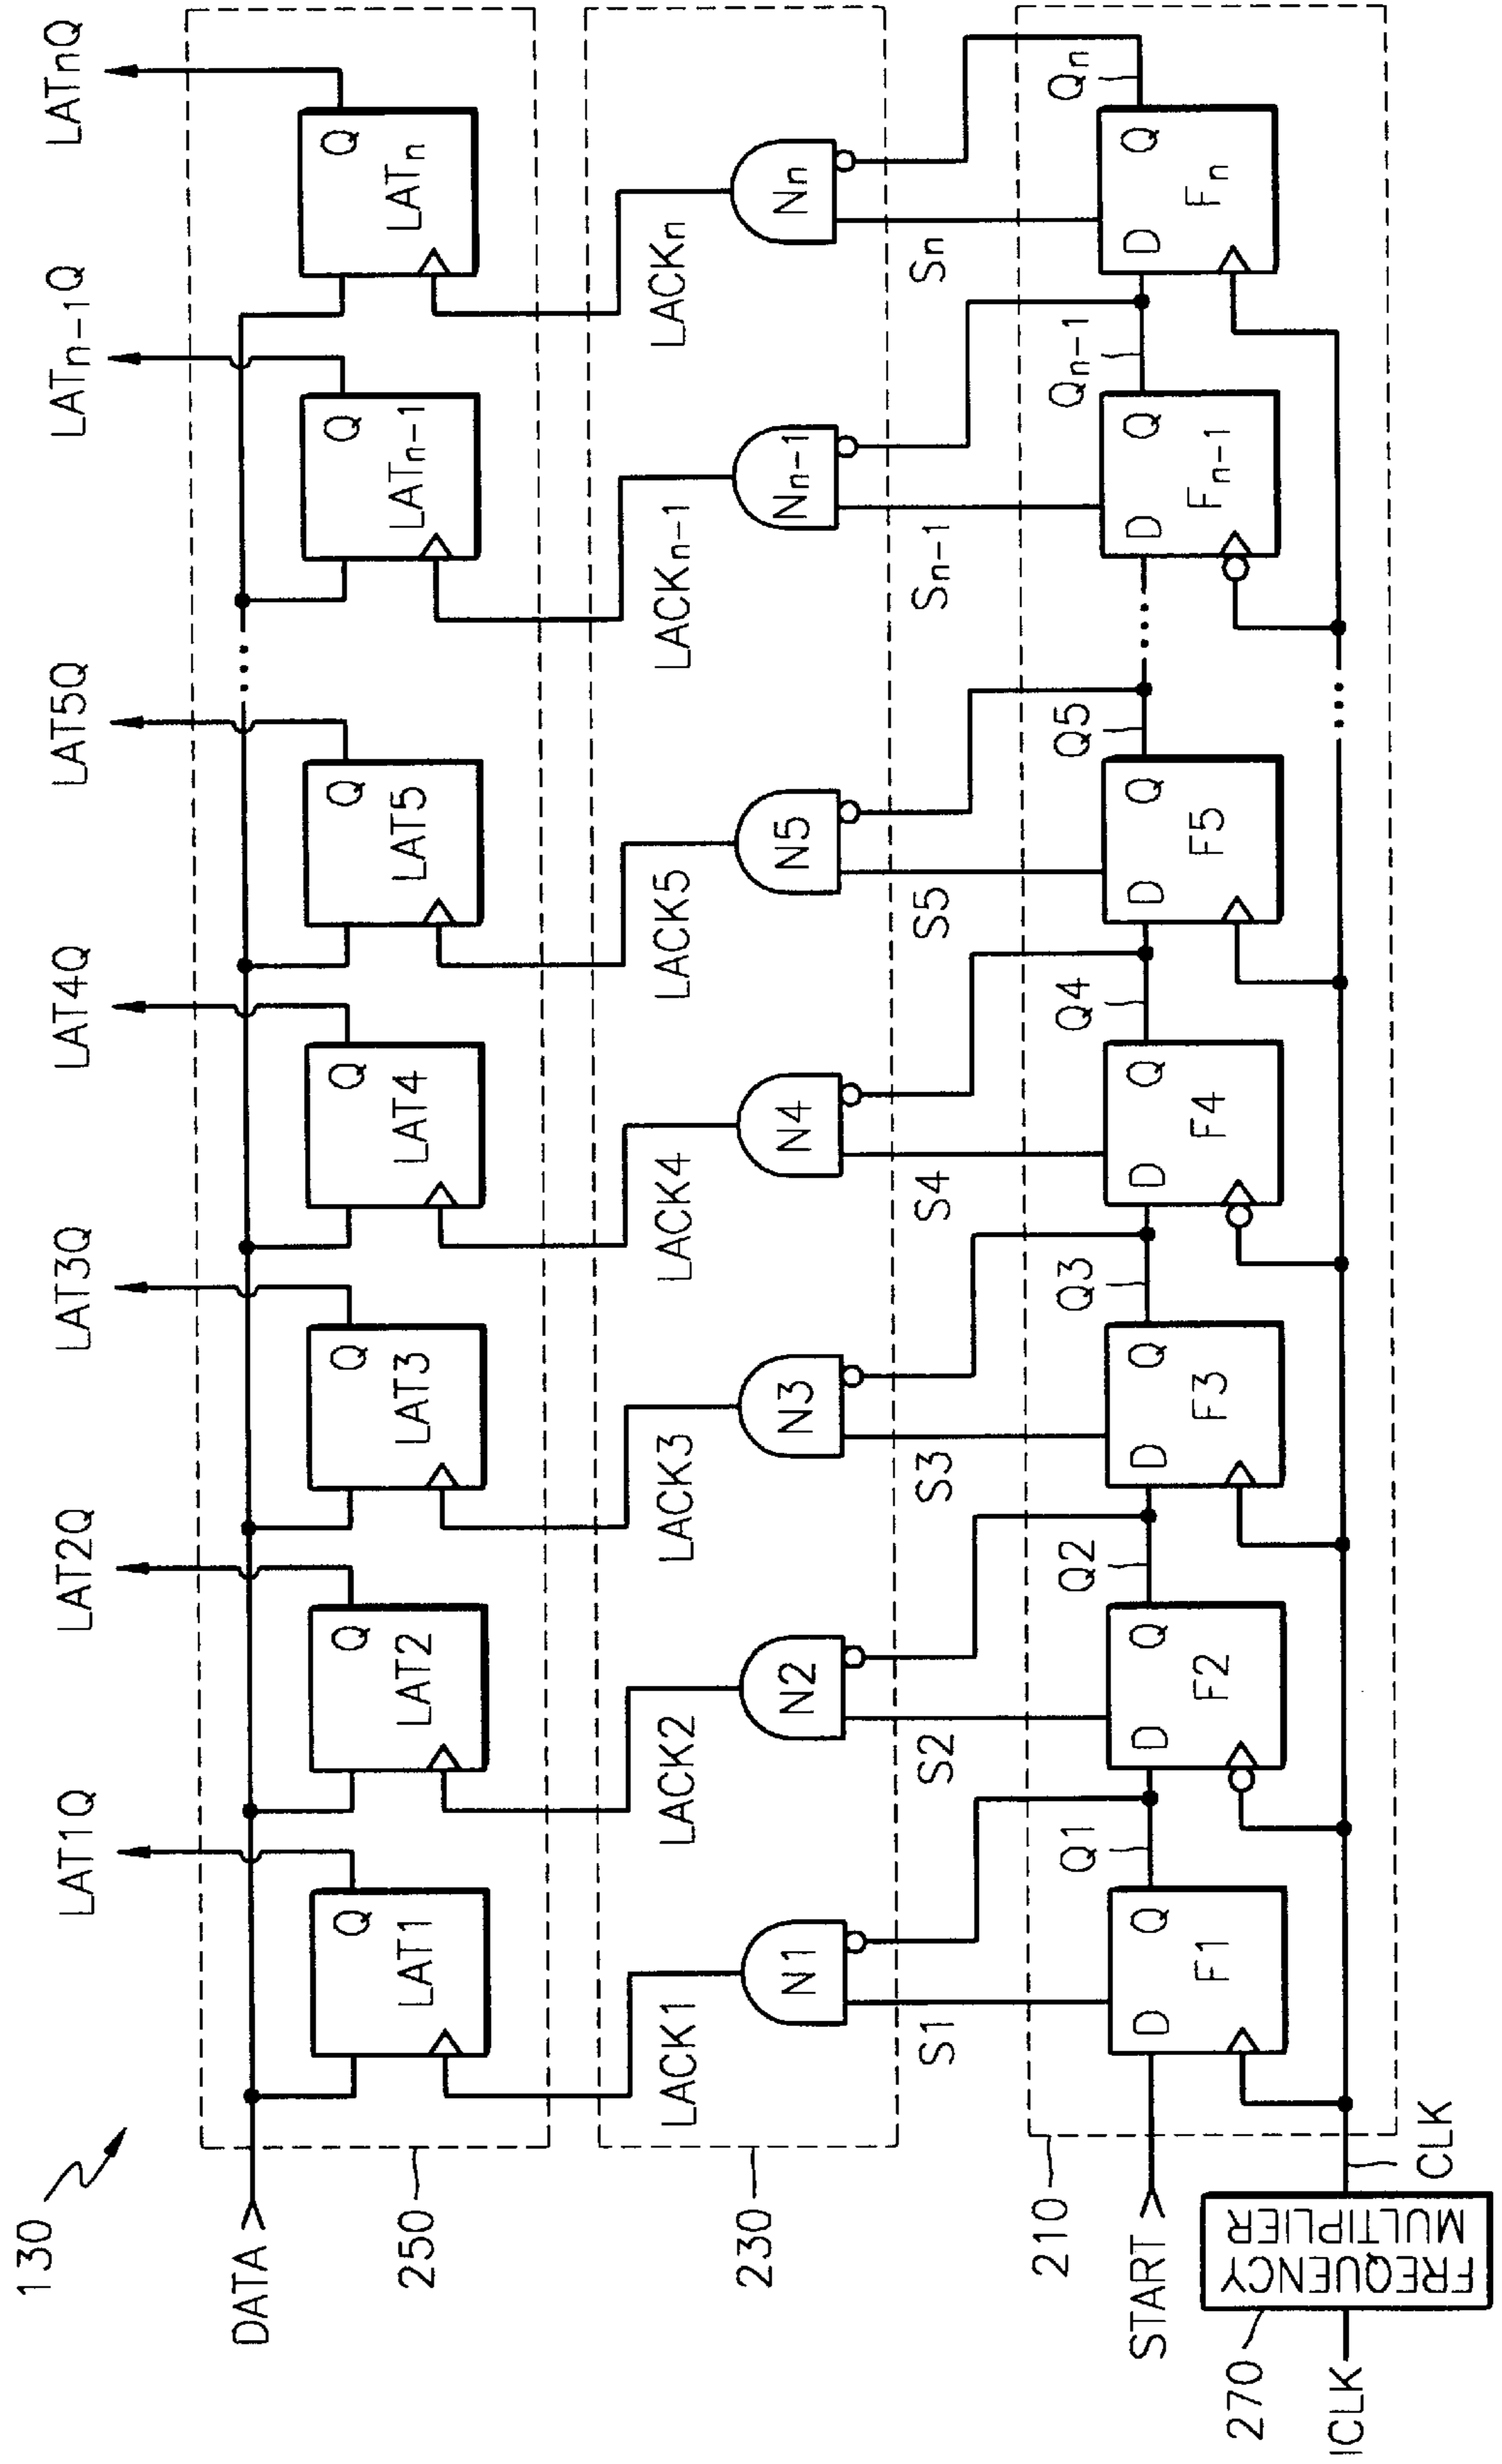 130
LAT1Q
LAT2Q
LAT3Q
LAT4Q
LAT5Q
LATn-1Q
LATnQ
DATA
250
Q
LAT1
Q
LAT2
Q
LAT3
Q
LAT4
Q
LAT5
Q
LATn-1
Q
LATn
230
LACK1
LACK2
LACK3
LACK4
LACK5
LACKn-1
LACKn
N1
N2
N3
N4
N5
Nn-1
Nn
S1
S2
S3
S4
S5
Sn-1
Sn
210
Q1
Q2
Q3
Q4
Q5
Qn-1
Qn
START
D
Q
F1
D
Q
F2
D
Q
F3
D
Q
F4
D
Q
F5
D
Q
Fn-1
D
Q
Fn
270
FREQUENCY
MULTIPLIER
ICLK
CLK